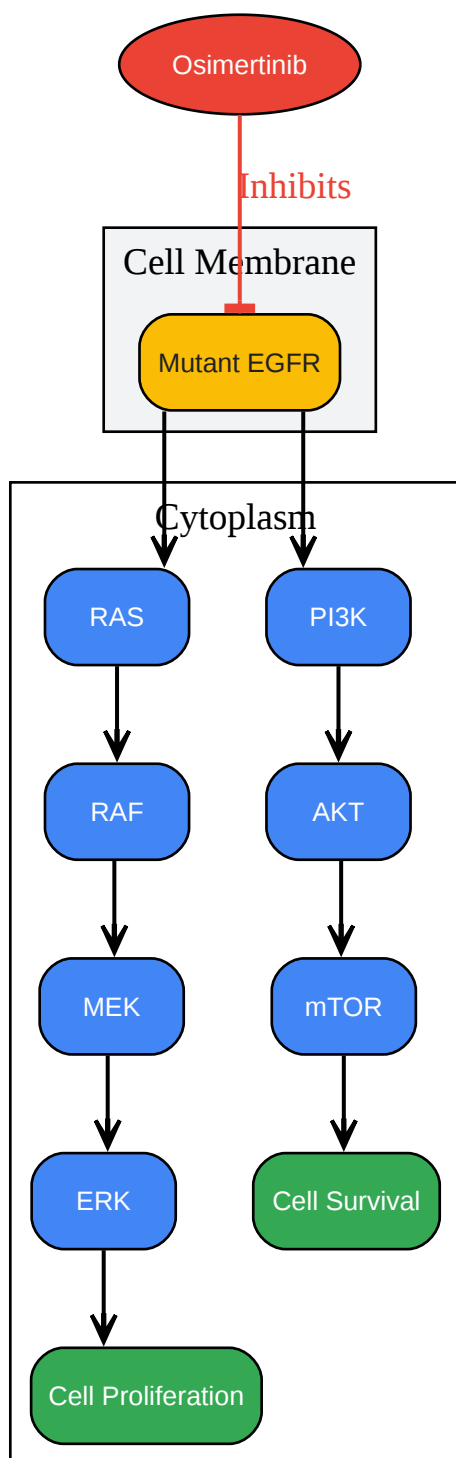 Osimertinib
Inhibits
Cell Membrane
Mutant EGFR
Cytoplasm
RAS
PI3K
RAF
AKT
MEK
mTOR
ERK
Cell Survival
Cell Proliferation